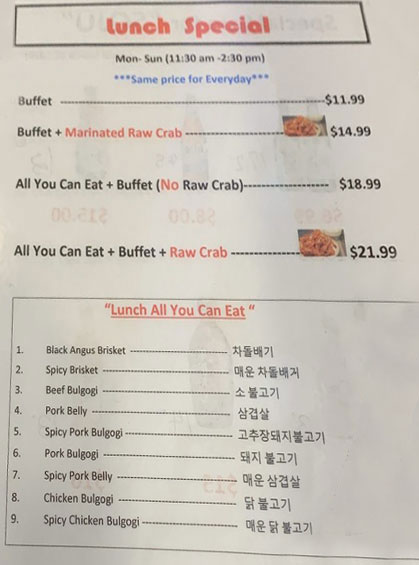 Lunch Special
Mon- Sun (11:30 am -2:30 pm)
***Same price for Everyday***
Buffet ---------------------------------------------------$11.99
Buffet + Marinated Raw Crab -------------------- $14.99
All You Can Eat + Buffet (No Raw Crab)------------------ $18.99
All You Can Eat + Buffet + Raw Crab -------------- $21.99
“Lunch All You Can Eat “
1. Black Angus Brisket ---------------------- 차돌배기
2. Spicy Brisket ---------------------------- 매운 차돌배거
3. Beef Bulgogi ---------------------------- 소 불고기
4. Pork Belly ------------------------------- 삼겹살
5. Spicy Pork Bulgogi ----------------------- 고추장돼지불고기
6. Pork Bulgogi ---------------------------- 돼지 불고기
7. Spicy Pork Belly -------------------------- 매운 삼겹살
8. Chicken Bulgogi -------------------------- 닭 불고기
9. Spicy Chicken Bulgogi --------------------- 매운 닭 불고기